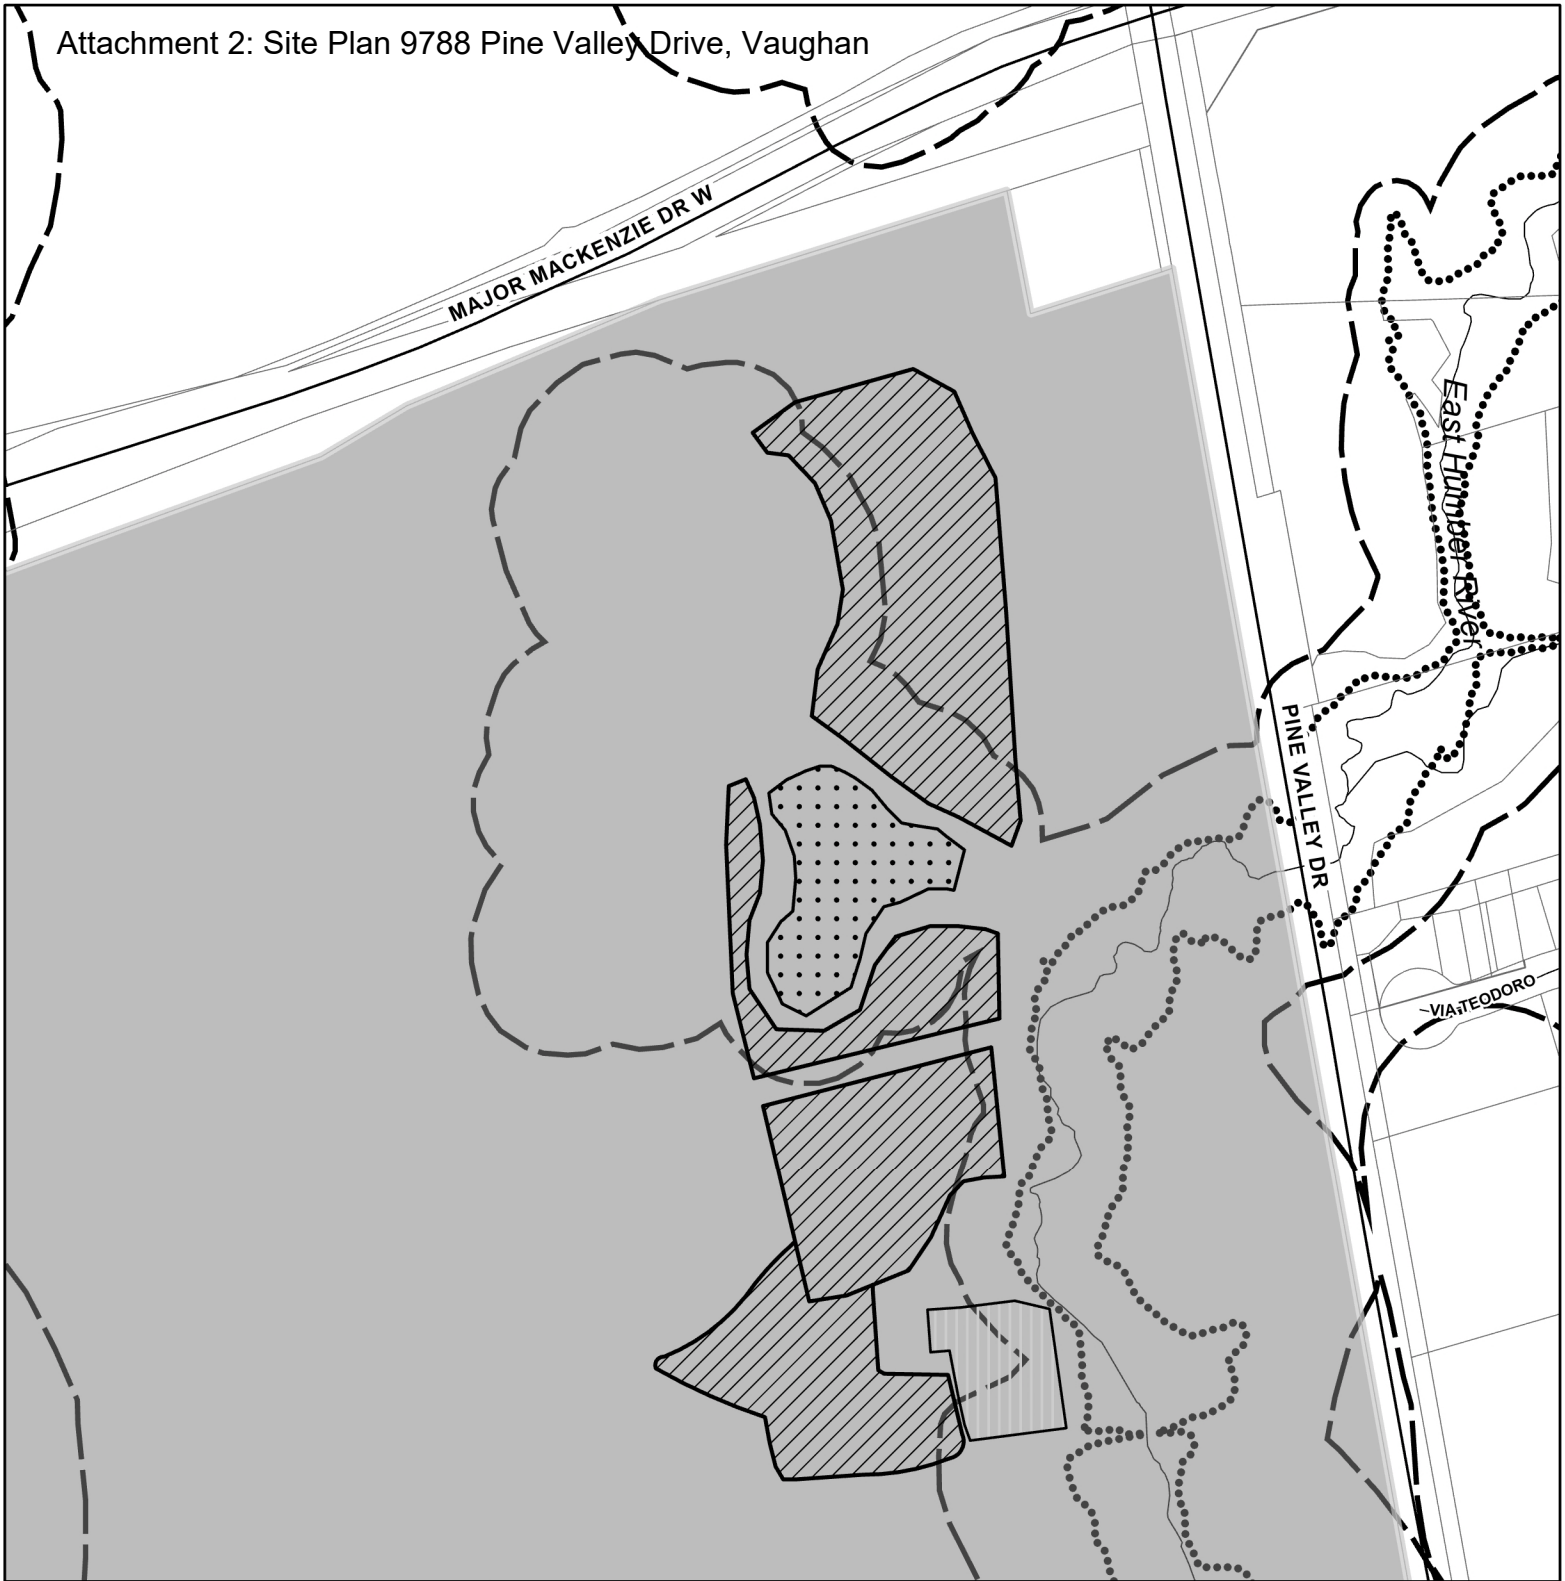 Attachment 2: Site Plan 9788 Pine Valley Drive, Vaughan
MAJOR MACKENZIE DR W
East Humber River
PINE VALLEY DR
VIA TEODORO